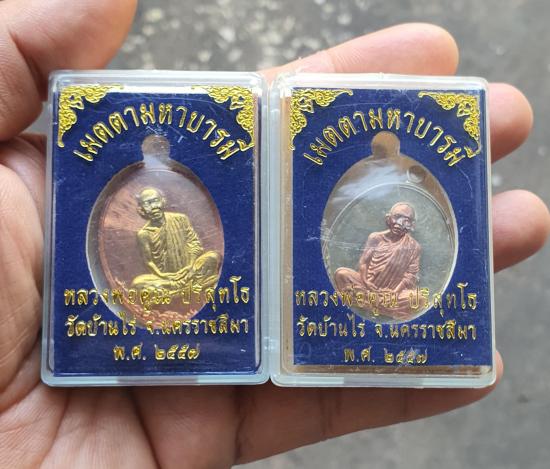 เมตตามหาบารมี
หลวงพ่อคูณ ปริสุทโธ
วัดบ้านไร่ จ.นครราชสีมา
พ.ศ. ๒๕๕๗
เมตตามหาบารมี
หลวงพ่อคูณ ปริสุทโธ
วัดบ้านไร่ จ.นครราชสีมา
พ.ศ. ๒๕๕๗